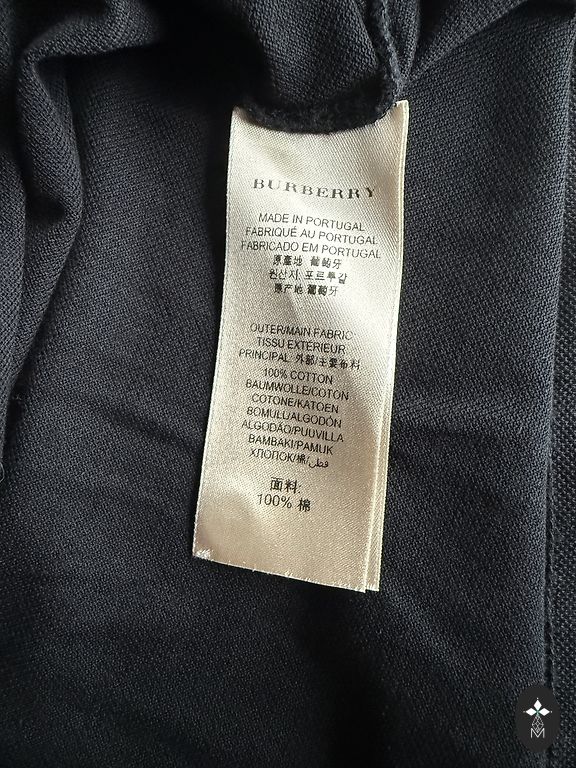 BURBERRY
MADE IN PORTUGAL
FABRIQUÉ AU PORTUGAL
FABRICADO EM PORTUGAL
原產地 葡萄牙
원산지: 포르투갈
原产地 葡萄牙
OUTER/MAIN FABRIC:
TISSU EXTÉRIEUR
PRINCIPAL: 外部/主要布料
100% COTTON
BAUMWOLLE/COTON
COTONE/KATOEN
BOMULL/ALGODÓN
ALGODÃO/PUUVILLA
BAMBAKI/PAMUK
ХЛОПОК/棉/قطن
面料:
100% 棉
M